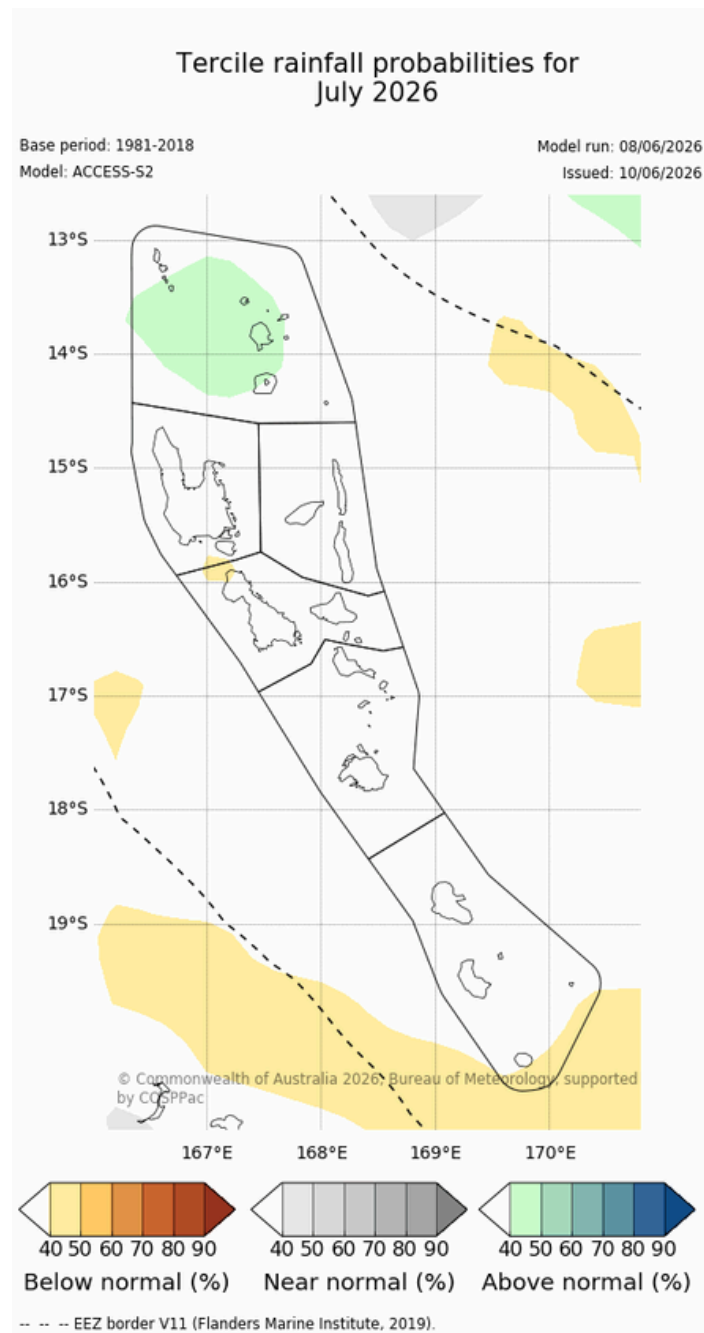 Tercile rainfall probabilities for
July 2026
Base period: 1981-2018
Model run: 08/06/2026
Model: ACCESS-S2
Issued: 10/06/2026
13°S
14°S
15°S
16°S
17°S
18°S
19°S
© Commonwealth of Australia 2026, Bureau of Meteorology, supported
by COSPPac
167°E 168°E 169°E 170°E
40 50 60 70 80 90 40 50 60 70 80 90 40 50 60 70 80 90
Below normal (%) Near normal (%) Above normal (%)
-- -- -- EEZ border V11 (Flanders Marine Institute, 2019).